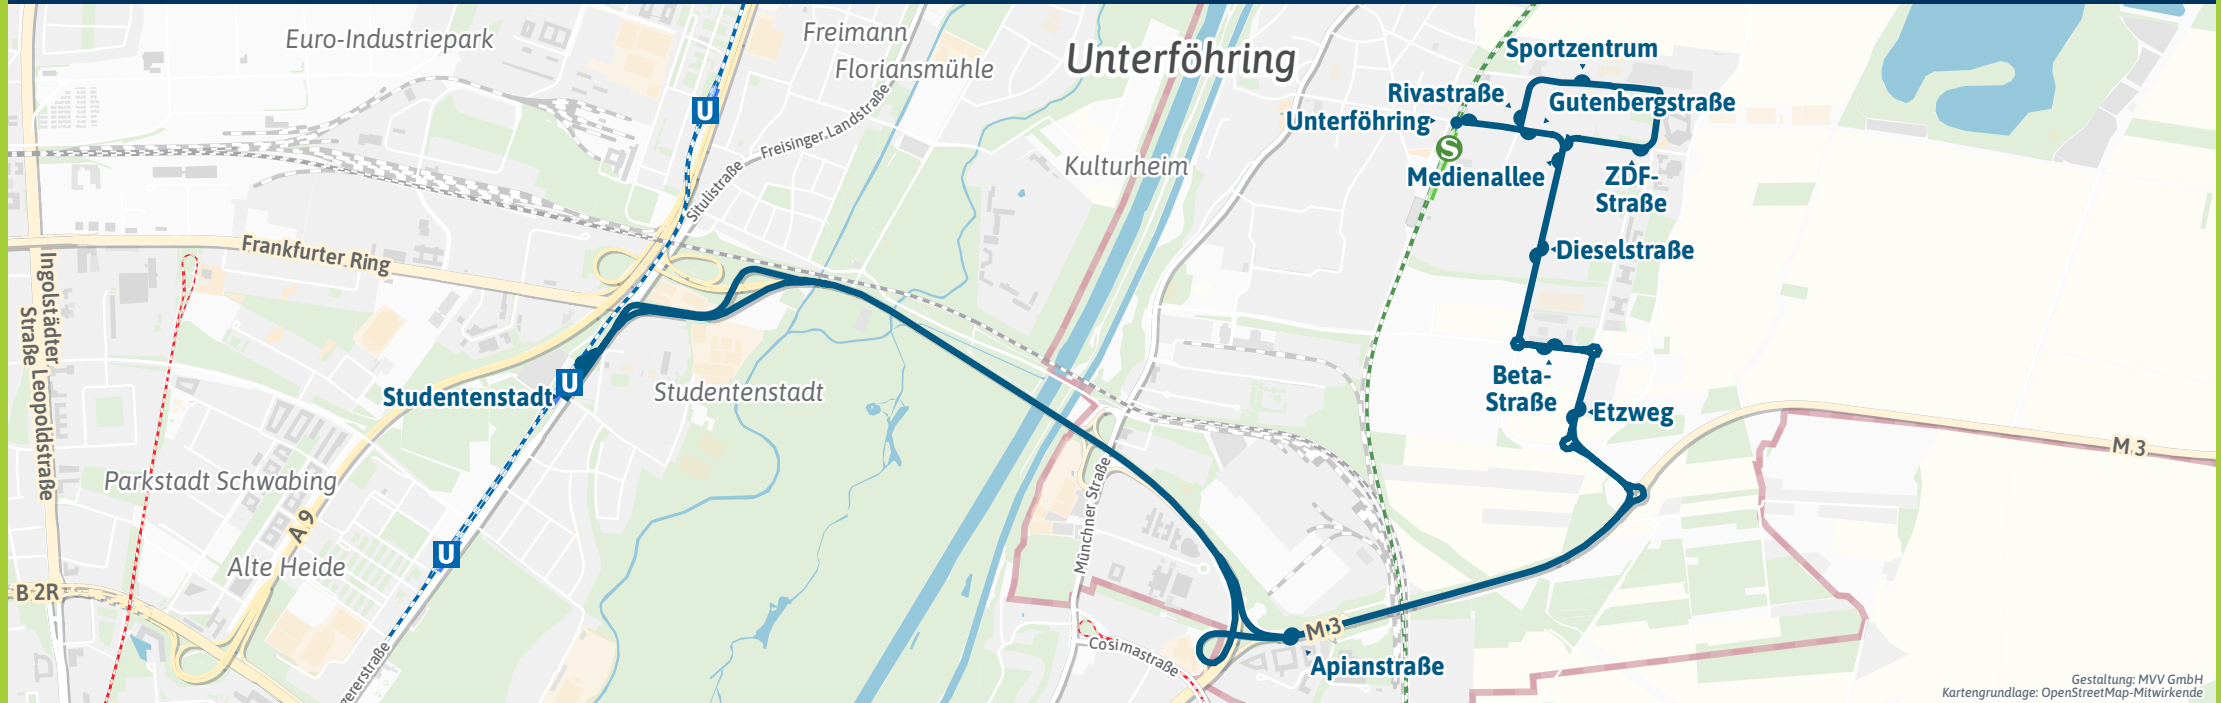 Euro-Industriepark
Freimann
Floriansmühle
Unterföhring
Sportzentrum
Rivastraße
Gutenbergstraße
Unterföhring
U
S
Freisinger Landstraße
Situlistraße
Kulturheim
Medienallee
ZDF-
Straße
Frankfurter Ring
Dieselstraße
Ingolstädter
Straße
Leopoldstraße
Studentenstadt
U
Studentenstadt
Beta-
Straße
Etzweg
M 3
Parkstadt Schwabing
A 9
Münchner Straße
U
Alte Heide
B 2R
M 3
Cosimastraße
Apianstraße
gererstraße
Gestaltung: MVV GmbH
Kartengrundlage: OpenStreetMap-Mitwirkende